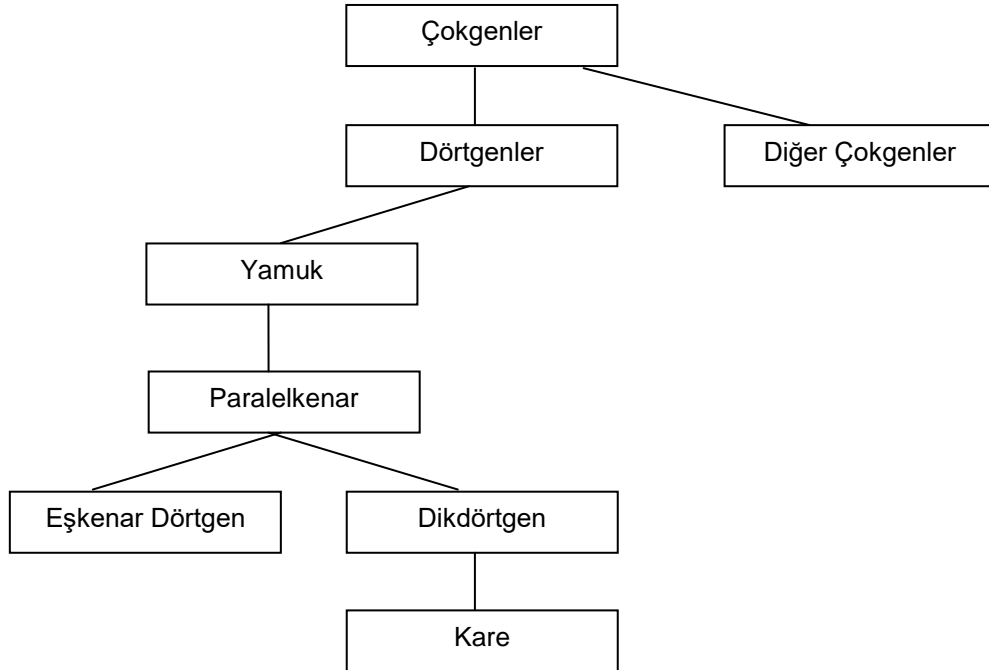 Çokgenler
Dörtgenler
Diğer Çokgenler
Yamuk
Paralelkenar
Eşkenar Dörtgen
Dikdörtgen
Kare